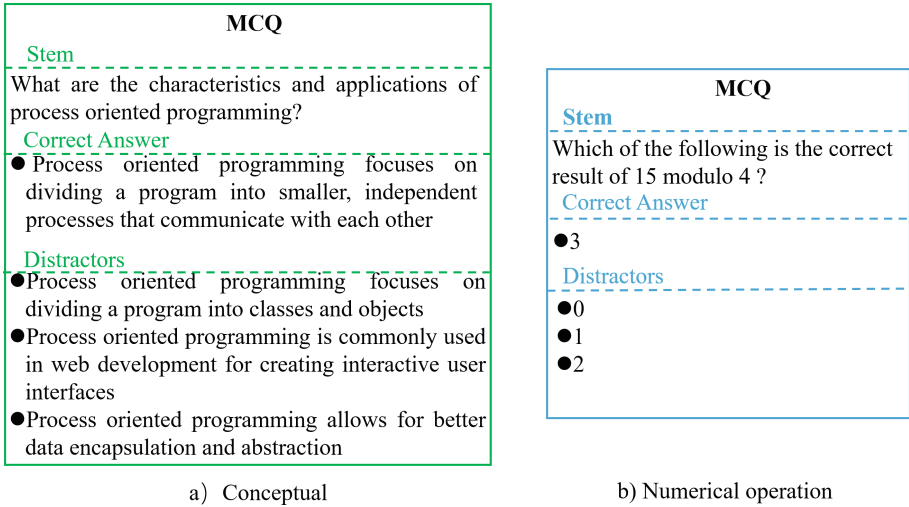 MCQ
Stem
What are the characteristics and applications of
process oriented programming?
Correct Answer
● Process oriented programming focuses on
dividing a program into smaller, independent
processes that communicate with each other
Distractors
●Process oriented programming focuses on
dividing a program into classes and objects
●Process oriented programming is commonly used
in web development for creating interactive user
interfaces
●Process oriented programming allows for better
data encapsulation and abstraction
a) Conceptual
MCQ
Stem
Which of the following is the correct
result of 15 modulo 4 ?
Correct Answer
●3
Distractors
●0
●1
●2
b) Numerical operation